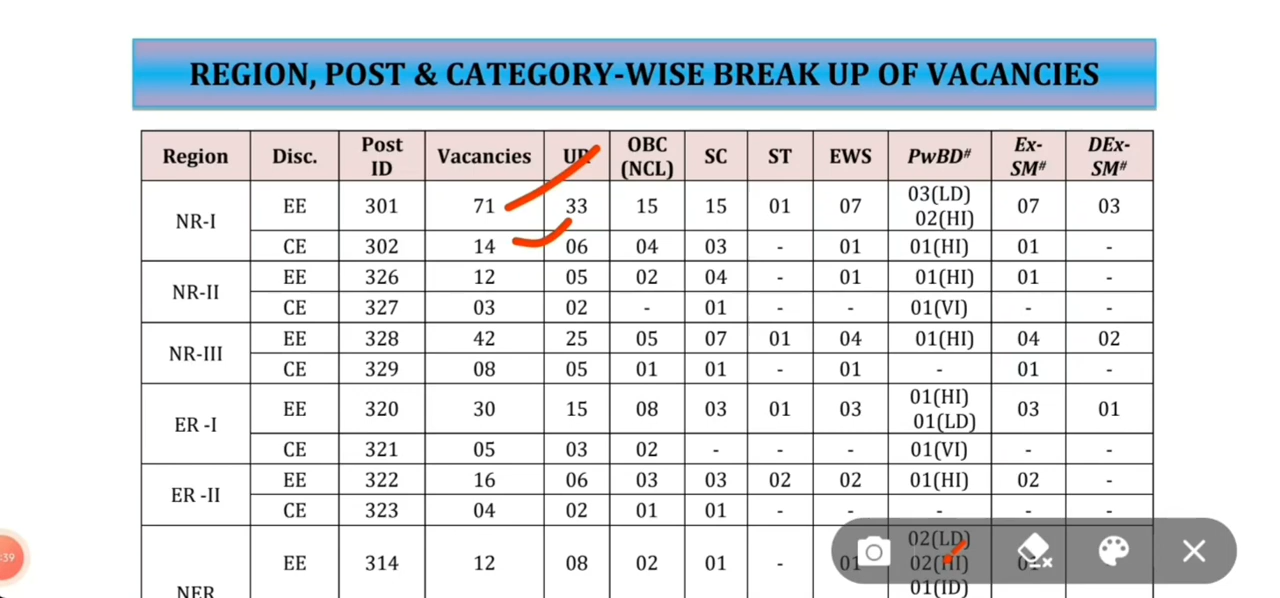 REGION, POST & CATEGORY-WISE BREAK UP OF VACANCIES
Region Disc. Post ID Vacancies UR OBC (NCL) SC ST EWS PwBD# Ex-SM# DEx-SM#
NR-I EE 301 71 33 15 15 01 07 03(LD) 02(HI) 07 03
CE 302 14 06 04 03 - 01 01(HI) 01 -
NR-II EE 326 12 05 02 04 - 01 01(HI) 01 -
CE 327 03 02 - 01 - - 01(VI) - -
NR-III EE 328 42 25 05 07 01 04 01(HI) 04 02
CE 329 08 05 01 01 - 01 - 01 -
ER -I EE 320 30 15 08 03 01 03 01(HI) 01(LD) 03 01
CE 321 05 03 02 - - - 01(VI) - -
ER -II EE 322 16 06 03 03 02 02 01(HI) 02 -
CE 323 04 02 01 01 - - - - -
NER EE 314 12 08 02 01 - 01 02(LD) 02(HI) 01(ID)
:39